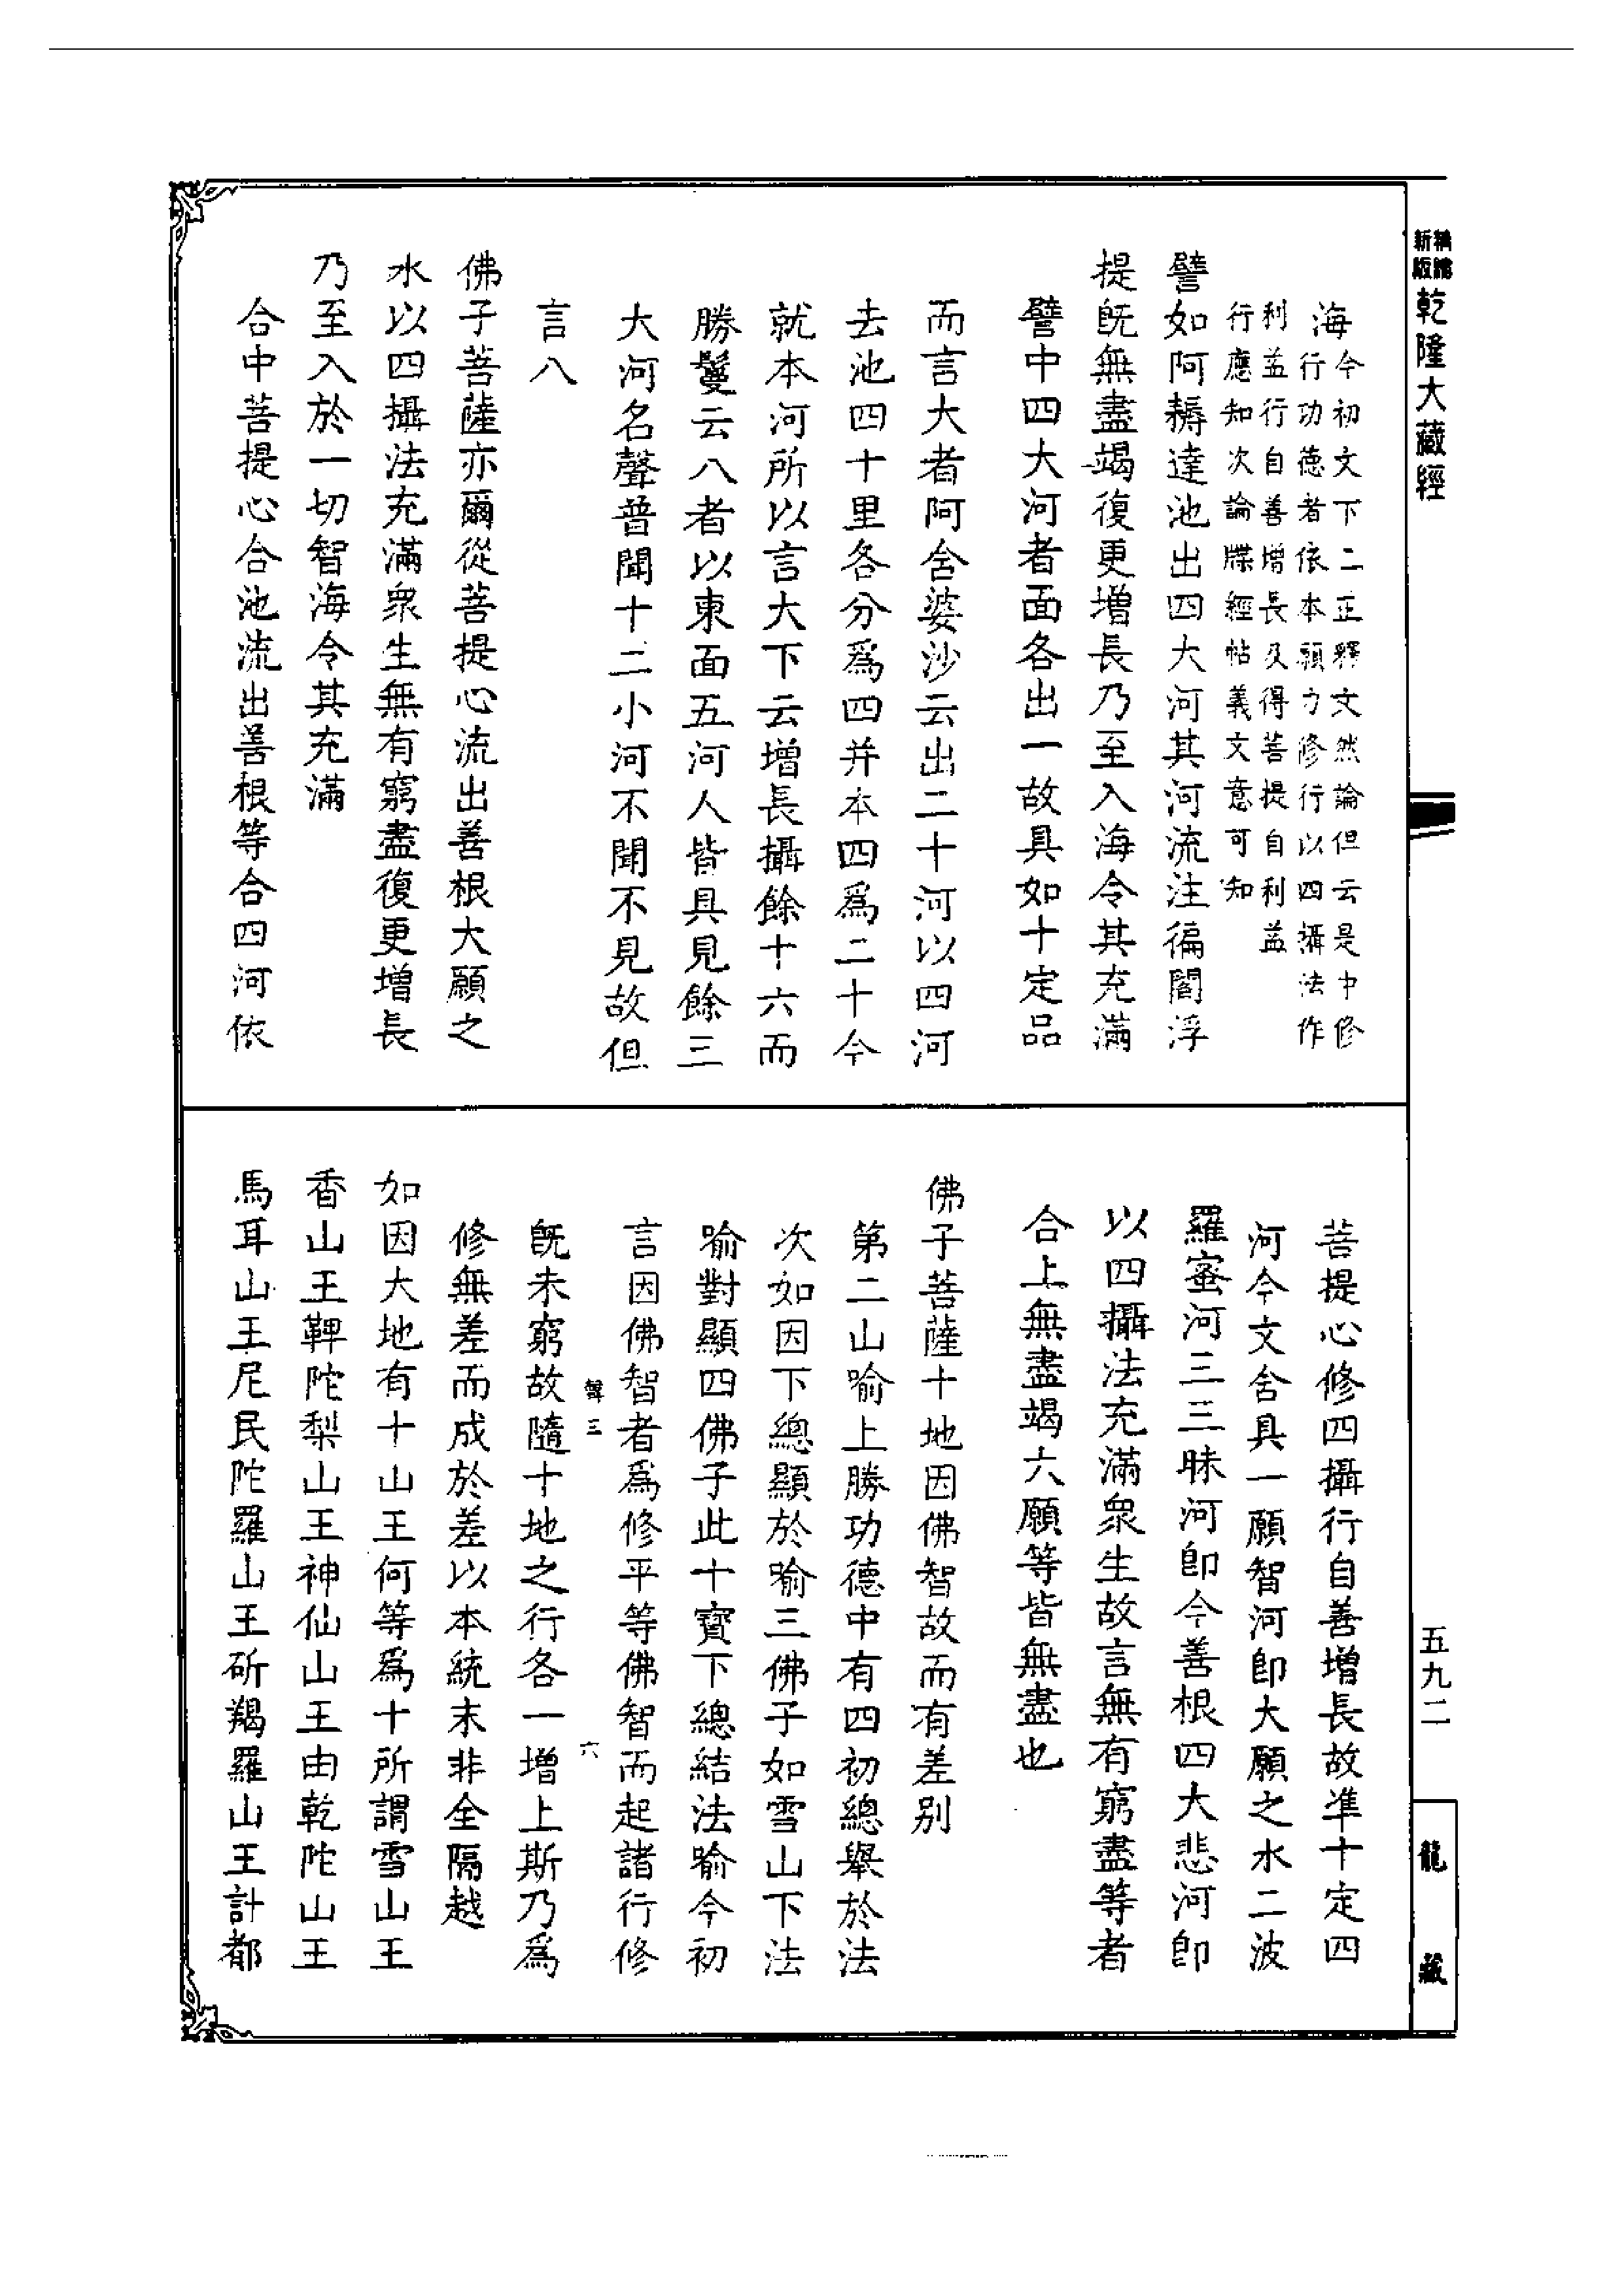 新版
乾隆大藏經
海今初文下二正釋文然論但云是中修
行功德者依本願力修行以四攝法作
利益行自善增長及得菩提自利益
行應知次論牒經帖義文意可知
譬如阿耨達池出四大河其河流注徧閻浮
提旣無盡竭復更增長乃至入海令其充滿
譬中四大河者面各出一故具如十定品
而言大者阿舍婆沙云出二十河以四河
去池四十里各分爲四并本四爲二十今
就本河所以言大下云增長攝餘十六而
勝鬘云八者以東面五河人皆具見餘三
大河名聲普聞十二小河不聞不見故但
言八
佛子菩薩亦爾從菩提心流出善根大願之
水以四攝法充滿衆生無有窮盡復更增長
乃至入於一切智海令其充滿
合中菩提心合池流出善根等合四河依
菩提心修四攝行自善增長故準十定四
河今文含具一願智河卽大願之水二波
羅蜜河三三昧河卽今善根四大悲河卽
以四攝法充滿衆生故言無有窮盡等者
合上無盡竭六願等皆無盡也
佛子菩薩十地因佛智故而有差别
第二山喻上勝功德中有四初總舉於法
次如因下總顯於喻三佛子如雪山下法
喻對顯四佛子此十寶下總結法喻今初
言因佛智者爲修平等佛智而起諸行修
三 六
旣未窮故隨十地之行各一增上斯乃爲
修無差而成於差以本統末非全隔越
如因大地有十山王何等爲十所謂雪山王
香山王鞞陀梨山王神仙山王由乾陀山王
馬耳山王尼民陀羅山王斫羯羅山王計都
五九二
龍藏